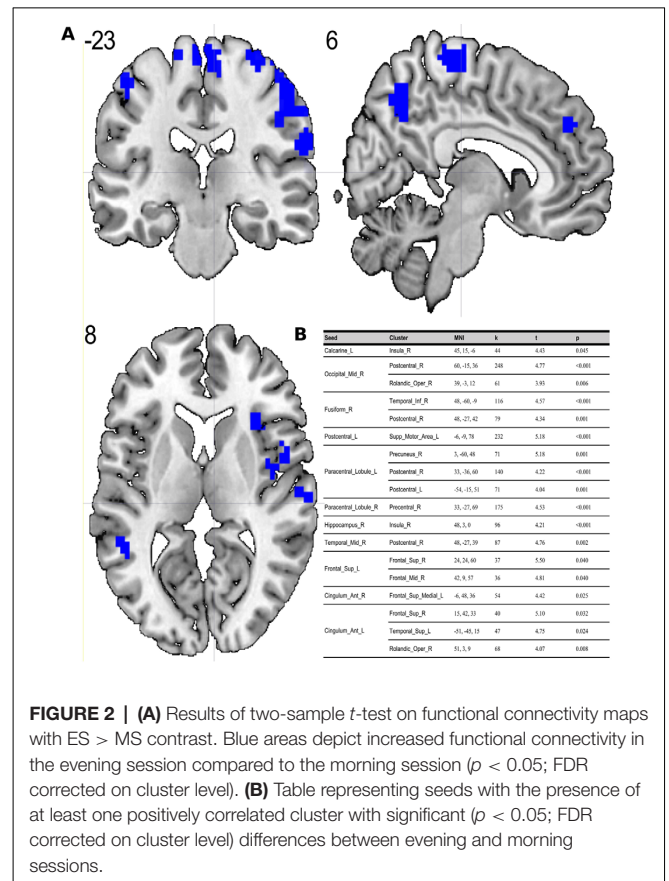 A
-23
6
8
B
Seed Cluster MNI k t p
Calcarine_L Insula_R 45, 15, -6 44 4.43 0.045
Occipital_Mid_R Postcentral_R 60, -15, 36 248 4.77 <0.001
Rolandic_Oper_R 39, -3, 12 61 3.93 0.006
Fusiform_R Temporal_Inf_R 48, -60, -9 116 4.57 <0.001
Postcentral_R 48, -27, 42 79 4.34 0.001
Postcentral_L Supp_Motor_Area_L -6, -9, 78 232 5.18 <0.001
Paracentral_Lobule_L Precuneus_R 3, -60, 48 71 5.18 0.001
Postcentral_R 33, -36, 60 140 4.22 <0.001
Postcentral_L -54, -15, 51 71 4.04 0.001
Paracentral_Lobule_R Precentral_R 33, -27, 69 175 4.53 <0.001
Hippocampus_R Insula_R 48, 3, 0 96 4.21 <0.001
Temporal_Mid_R Postcentral_R 48, -27, 39 87 4.76 0.002
Frontal_Sup_L Frontal_Sup_R 24, 24, 60 37 5.50 0.040
Frontal_Mid_R 42, 9, 57 36 4.81 0.040
Cingulum_Ant_R Frontal_Sup_Medial_L -6, 48, 36 54 4.42 0.025
Cingulum_Ant_L Frontal_Sup_R 15, 42, 33 40 5.10 0.032
Temporal_Sup_L -51, -45, 15 47 4.75 0.024
Rolandic_Oper_R 51, 3, 9 68 4.07 0.008
FIGURE 2 | (A) Results of two-sample t-test on functional connectivity maps
with ES > MS contrast. Blue areas depict increased functional connectivity in
the evening session compared to the morning session (p < 0.05; FDR
corrected on cluster level). (B) Table representing seeds with the presence of
at least one positively correlated cluster with significant (p < 0.05; FDR
corrected on cluster level) differences between evening and morning
sessions.